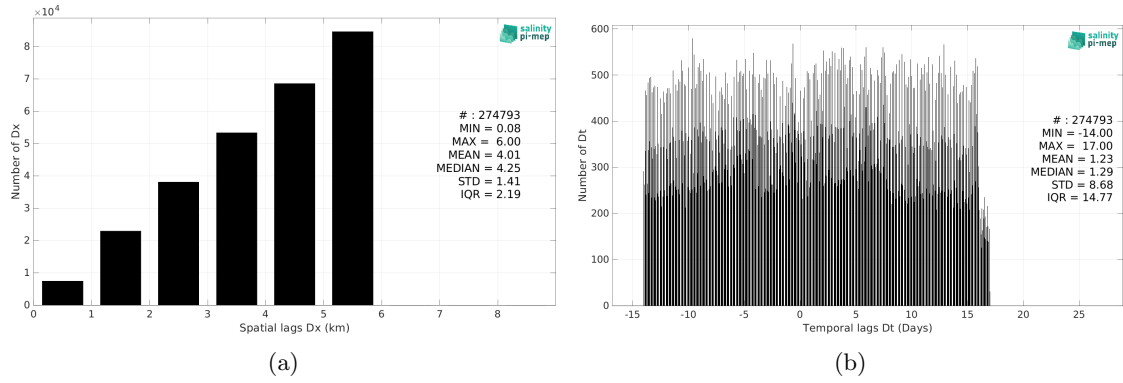 ×10⁴
8
7
6
5
4
3
2
1
0
Number of Dx
salinity
pi-mep
# : 274793
MIN = 0.08
MAX = 6.00
MEAN = 4.01
MEDIAN = 4.25
STD = 1.41
IQR = 2.19
0 1 2 3 4 5 6 7 8
Spatial lags Dx (km)
(a)
600
500
400
300
200
100
0
Number of Dt
salinity
pi-mep
# : 274793
MIN = -14.00
MAX = 17.00
MEAN = 1.23
MEDIAN = 1.29
STD = 8.68
IQR = 14.77
-15 -10 -5 0 5 10 15 20 25
Temporal lags Dt (Days)
(b)